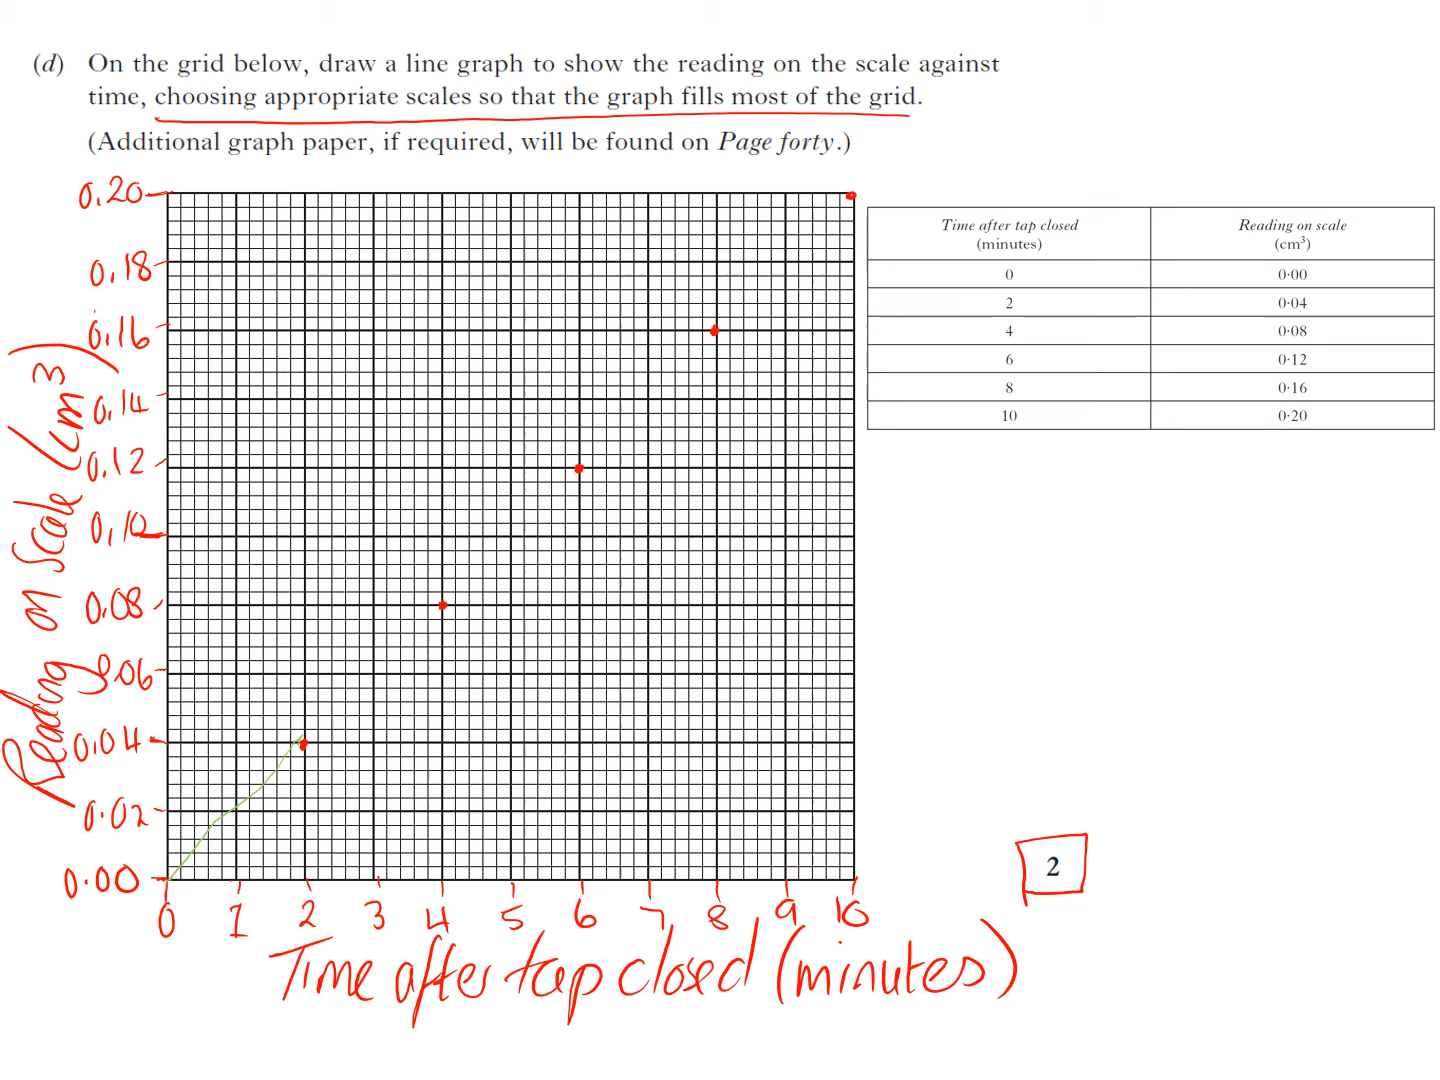 (d) On the grid below, draw a line graph to show the reading on the scale against
time, choosing appropriate scales so that the graph fills most of the grid.
(Additional graph paper, if required, will be found on Page forty.)
0.20
0.18
0.16
0.14
0.12
0.10
0.08
0.06
0.04
0.02
0.00
Reading on scale (cm3)
0 1 2 3 4 5 6 7 8 9 10
Time after tap closed (minutes)
Time after tap closed
(minutes)
Reading on scale
(cm³)
0 0·00
2 0·04
4 0·08
6 0·12
8 0·16
10 0·20
2